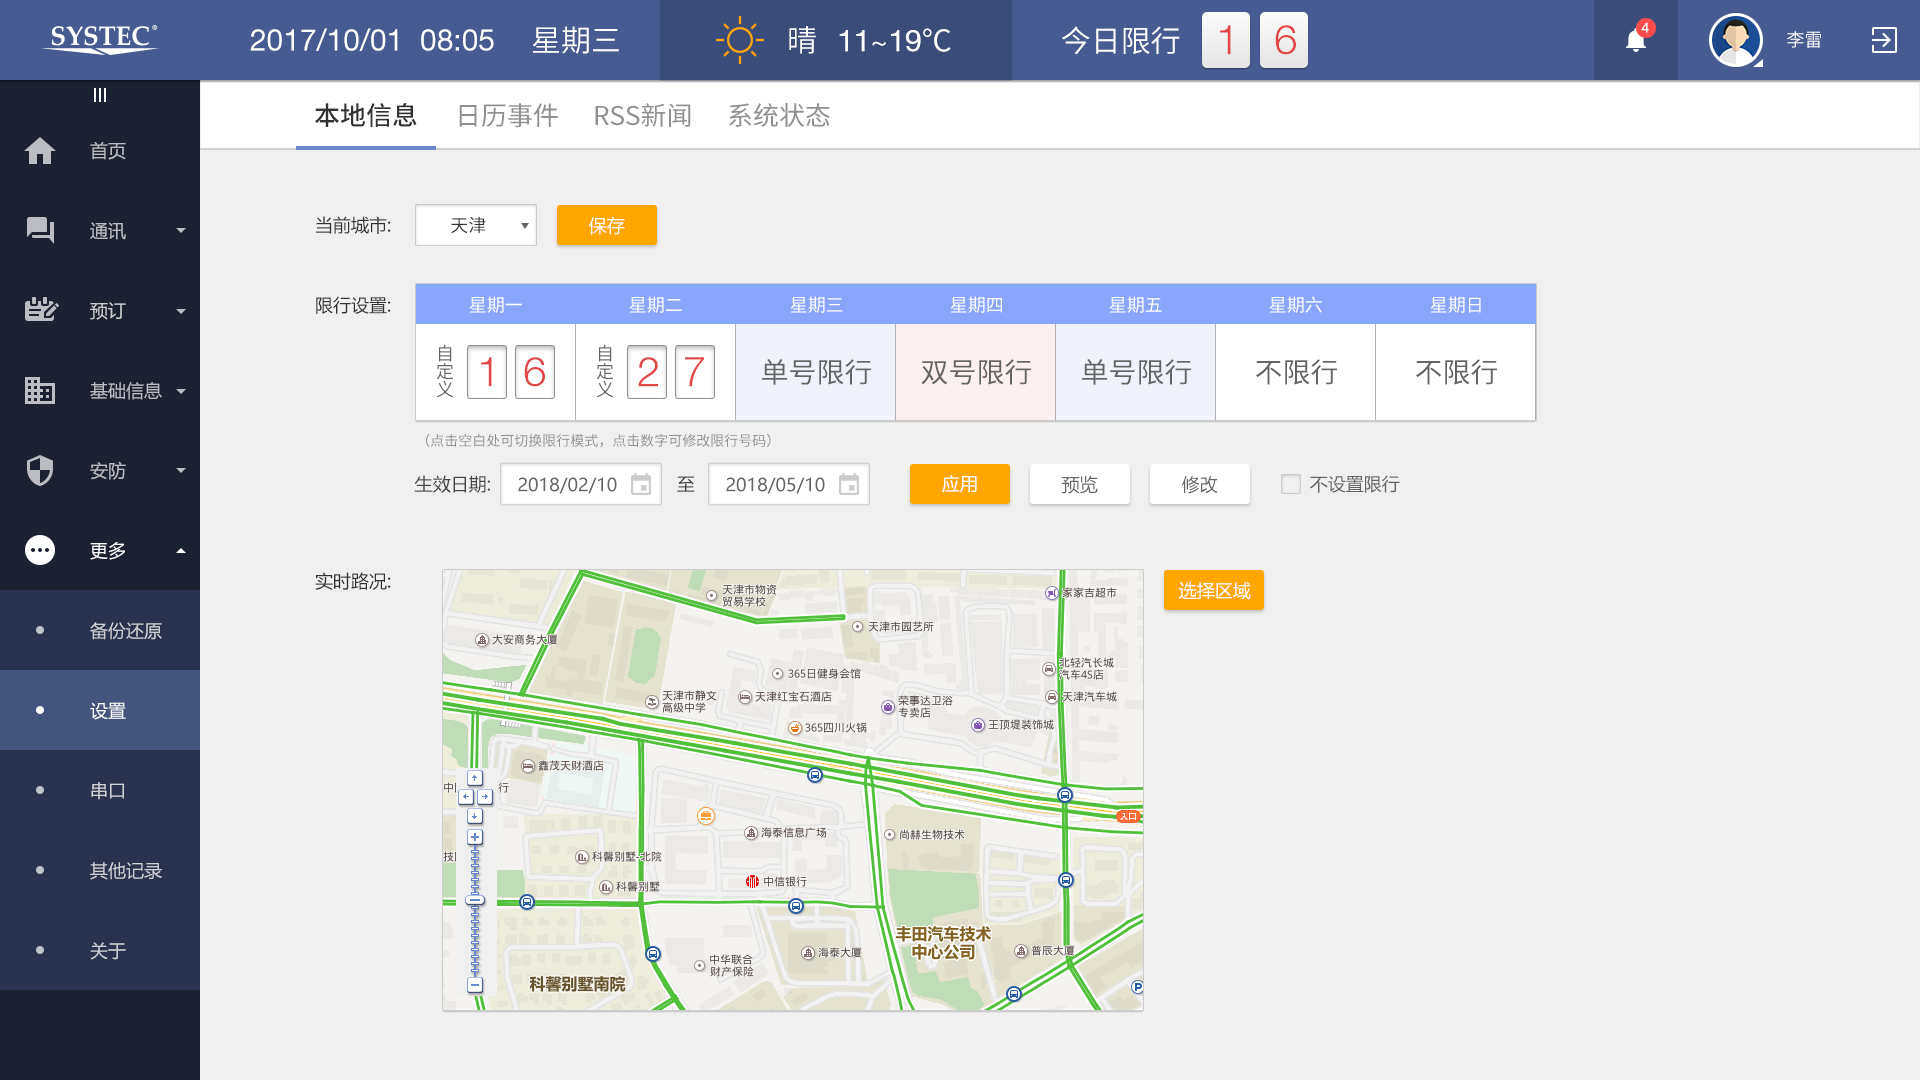 SYSTEC®
2017/10/01 08:05 星期三
晴 11~19℃
今日限行 1 6
4
李雷
首页
通讯
预订
基础信息
安防
更多
备份还原
设置
串口
其他记录
关于
本地信息 日历事件 RSS新闻 系统状态
当前城市: 天津 保存
限行设置:
星期一 星期二 星期三 星期四 星期五 星期六 星期日
自定义 1 6 自定义 2 7 单号限行 双号限行 单号限行 不限行 不限行
（点击空白处可切换限行模式，点击数字可修改限行号码）
生效日期: 2018/02/10 至 2018/05/10 应用 预览 修改 不设置限行
实时路况:
选择区域
天津市物资
贸易学校
家家吉超市
天津市园艺所
大安商务大厦
北轻汽长城
汽车4S店
365日健身会馆
天津市静文
高级中学
天津红宝石酒店
天津汽车城
荣事达卫浴
专卖店
365四川火锅
王顶堤装饰城
鑫茂天财酒店
行
入口
海泰信息广场
尚赫生物技术
科馨别墅-北院
技
科馨别墅
中信银行
丰田汽车技术
中心公司
海泰大厦
普辰大厦
中华联合
财产保险
科馨别墅南院
P